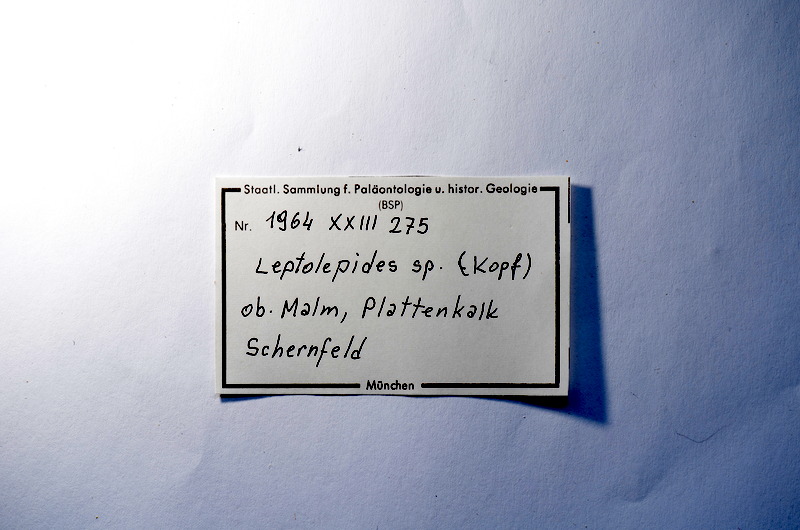 Staatl. Sammlung f. Paläontologie u. histor. Geologie
(BSP)
Nr. 1964 XXIII 275
Leptolepides sp. (Kopf)
ob. Malm, Plattenkalk
Schernfeld
München